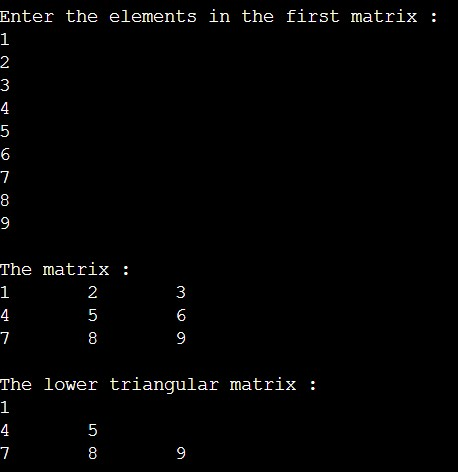 Enter the elements in the first matrix :
1
2
3
4
5
6
7
8
9
The matrix :
1 2 3
4 5 6
7 8 9
The lower triangular matrix :
1
4 5
7 8 9